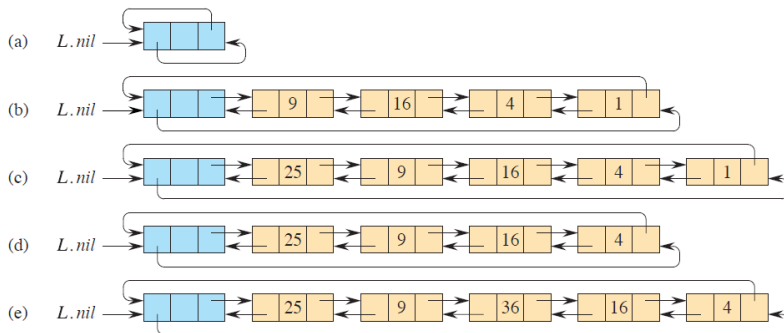 (a) L.nil
(b) L.nil 9 16 4 1
(c) L.nil 25 9 16 4 1
(d) L.nil 25 9 16 4
(e) L.nil 25 9 36 16 4